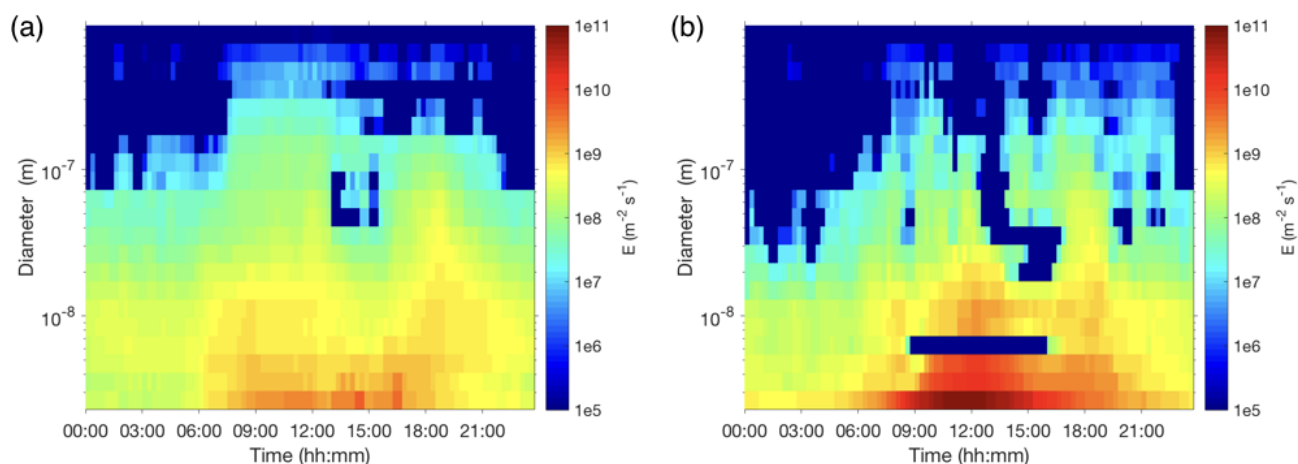 (a)
Diameter (m)
10^-7
10^-8
00:00 03:00 06:00 09:00 12:00 15:00 18:00 21:00
Time (hh:mm)
1e11
1e10
1e9
1e8
1e7
1e6
1e5
E (m^-2 s^-1)
(b)
Diameter (m)
10^-7
10^-8
00:00 03:00 06:00 09:00 12:00 15:00 18:00 21:00
Time (hh:mm)
1e11
1e10
1e9
1e8
1e7
1e6
1e5
E (m^-2 s^-1)